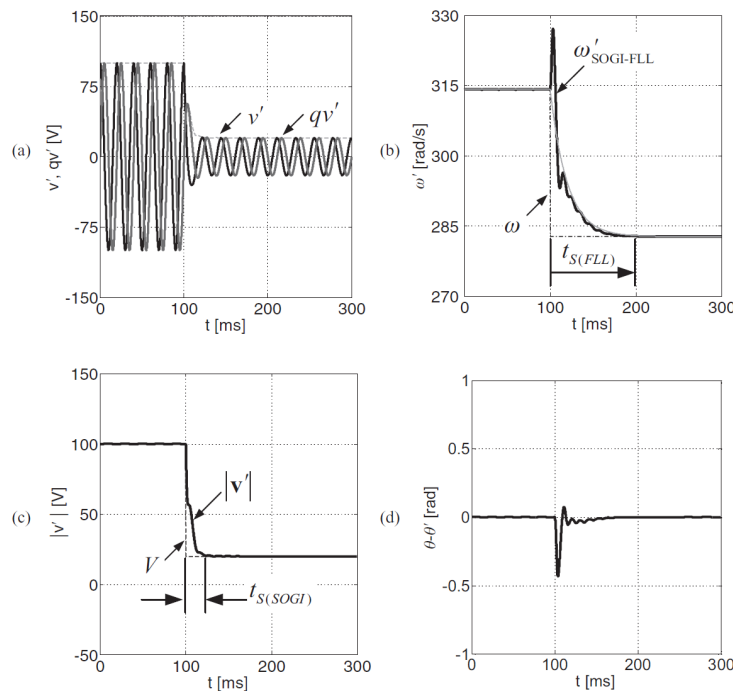 (a)
v', qv' [V]
150
75
0
-75
-150
v'
qv'
0
100
200
300
t [ms]
(b)
ω' [rad/s]
330
315
300
285
270
ω'SOGI-FLL
ω
tS(FLL)
0
100
200
300
t [ms]
(c)
|v' | [V]
150
100
50
0
-50
|v'|
V
tS(SOGI)
0
100
200
300
t [ms]
(d)
θ-θ' [rad]
1
0.5
0
-0.5
-1
0
100
200
300
t [ms]